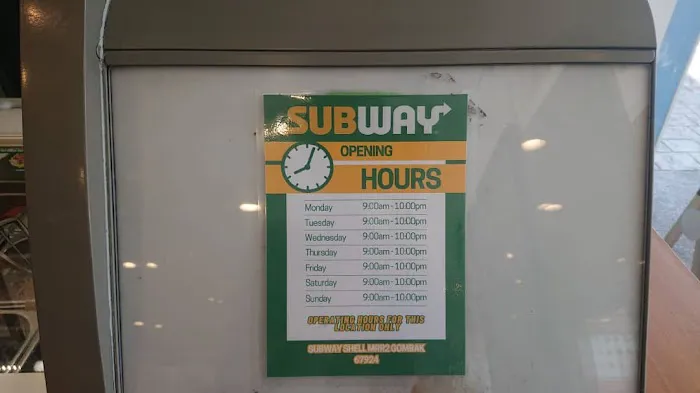 SUBWAY
OPENING
HOURS
Monday 9:00am-10:00pm
Tuesday 9:00am-10:00pm
Wednesday 9:00am-10:00pm
Thursday 9:00am-10:00pm
Friday 9:00am-10:00pm
Saturday 9:00am-10:00pm
Sunday 9:00am-10:00pm
OPERATING HOURS FOR THIS
LOCATION ONLY
SUBWAY SHELL MRR2 GOMBAK
67924